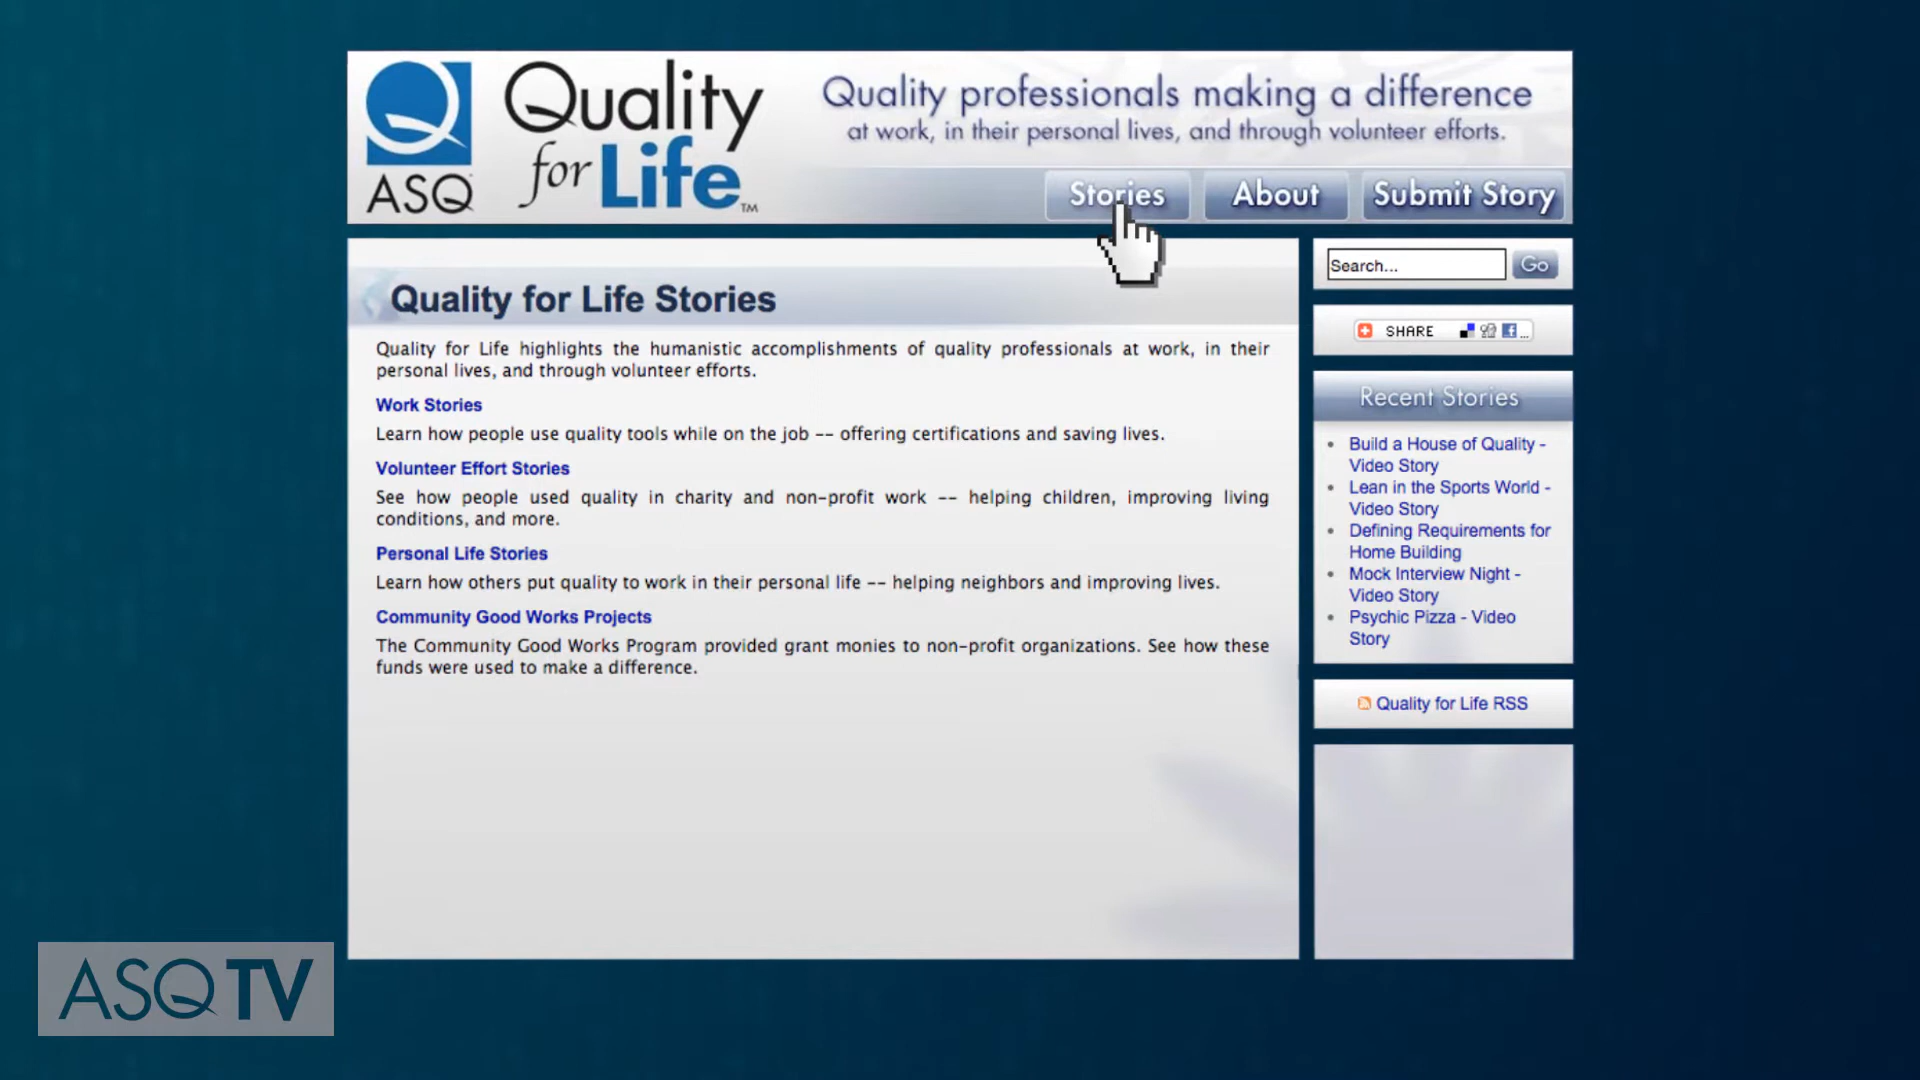 ASQ
Quality
for Life™
Quality professionals making a difference
at work, in their personal lives, and through volunteer efforts.
Stories
About
Submit Story
Quality for Life Stories
Quality for Life highlights the humanistic accomplishments of quality professionals at work, in their
personal lives, and through volunteer efforts.
Work Stories
Learn how people use quality tools while on the job -- offering certifications and saving lives.
Volunteer Effort Stories
See how people used quality in charity and non-profit work -- helping children, improving living
conditions, and more.
Personal Life Stories
Learn how others put quality to work in their personal life -- helping neighbors and improving lives.
Community Good Works Projects
The Community Good Works Program provided grant monies to non-profit organizations. See how these
funds were used to make a difference.
Search...
Go
SHARE
Recent Stories
Build a House of Quality -
Video Story
Lean in the Sports World -
Video Story
Defining Requirements for
Home Building
Mock Interview Night -
Video Story
Psychic Pizza - Video
Story
Quality for Life RSS
ASQTV